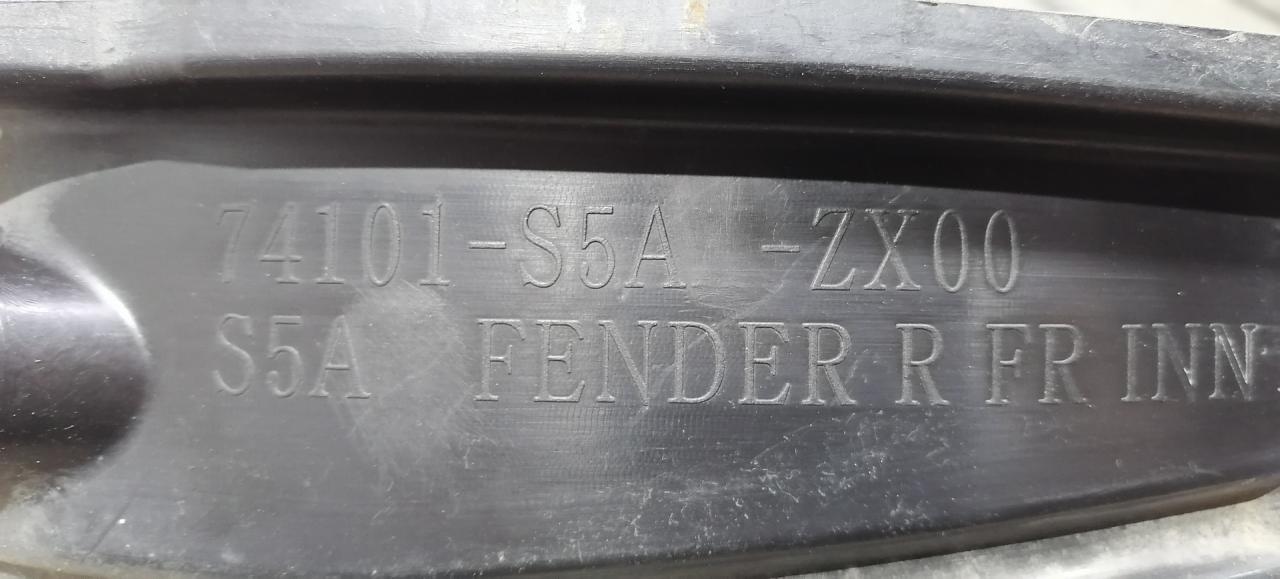 74101-S5A -ZX00
S5A FENDER R FR INN